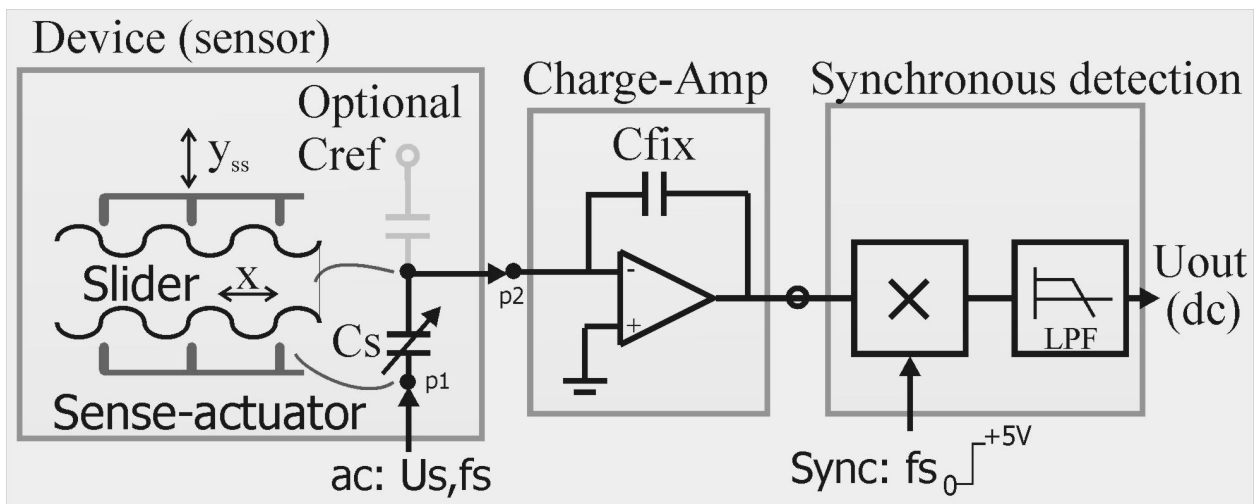 Device (sensor)
Optional
Cref
yss
Slider
x
Cs
p1
p2
Sense-actuator
ac: Us,fs
Charge-Amp
Cfix
-
+
Synchronous detection
LPF
Uout
(dc)
Sync: fs
0
+5V